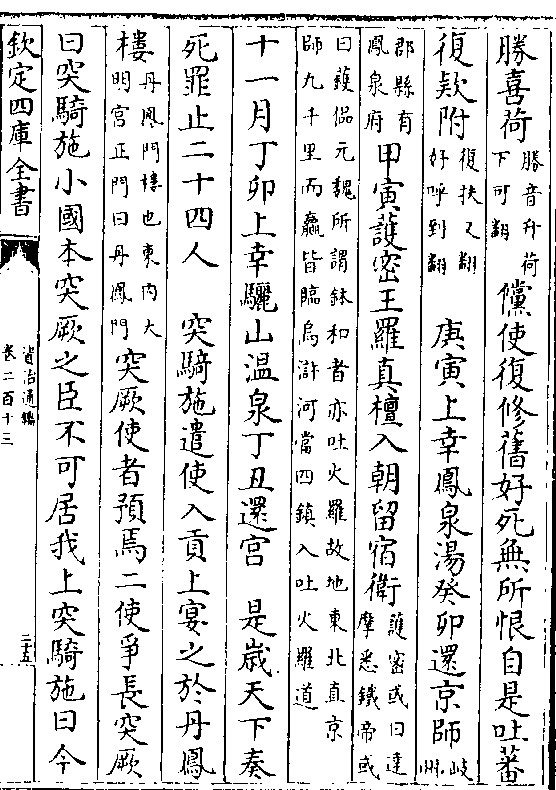 勝喜荷勝音升荷下可翻儻使復修舊好死無所恨自是吐蕃
復欵附復扶又翻好呼到翻 庚寅上幸鳳泉湯癸卯還京師岐州
郡縣有鳳泉府甲寅護密王羅真檀入朝留宿衛護密或曰達摩悉鐵帝或
曰鑊偘元魏所謂鉢和者亦吐火羅故地東北直京師九千里而贏皆臨烏滸河當四鎮入吐火羅道
十一月丁卯上幸驪山温泉丁丑還宫 是歳天下奏
死罪止二十四人 突騎施遣使入貢上宴之於丹鳳
樓丹鳳門樓也東内大明宫正門曰丹鳳門突厥使者預焉二使爭長突厥
曰突騎施小國本突厥之臣不可居我上突騎施曰今
欽定四庫全書
資治通鑑
卷二百十三
二十五